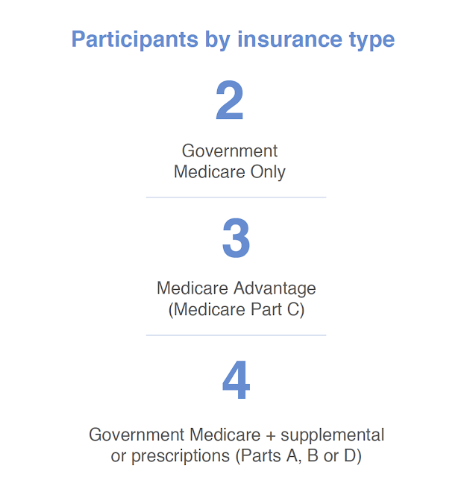 Participants by insurance type
2
Government
Medicare Only
3
Medicare Advantage
(Medicare Part C)
4
Government Medicare + supplemental
or prescriptions (Parts A, B or D)